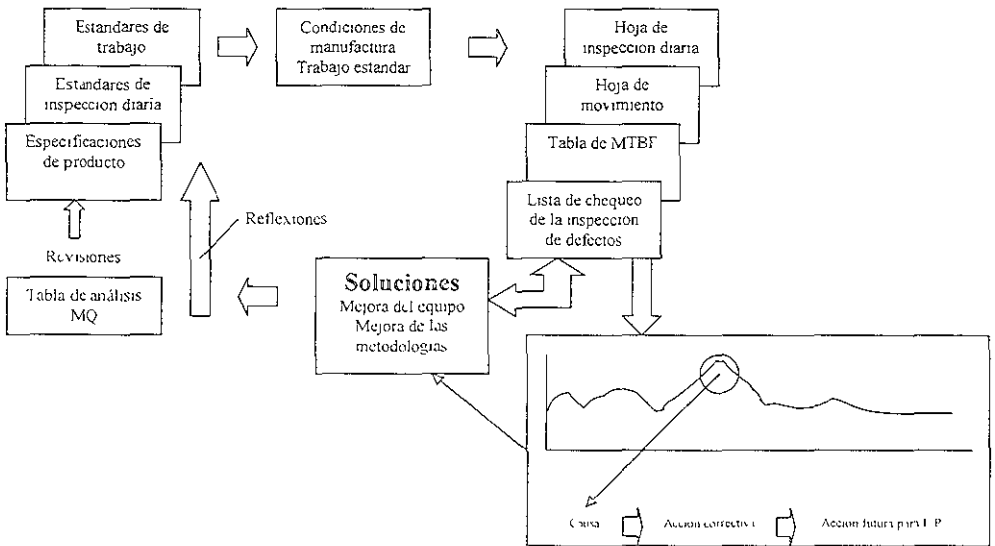 Estandares de
trabajo
Estandares de
inspeccion diaria
Especificaciones
de producto
Condiciones de
manufactura
Trabajo estandar
Hoja de
inspeccion diaria
Hoja de
movimiento
Tabla de MTBF
Lista de chequeo
de la inspeccion
de defectos
Reflexiones
Revisiones
Tabla de análisis
MQ
Soluciones
Mejora del equipo
Mejora de las
metodologías
Causa
Accion correctiva
Accion futura para